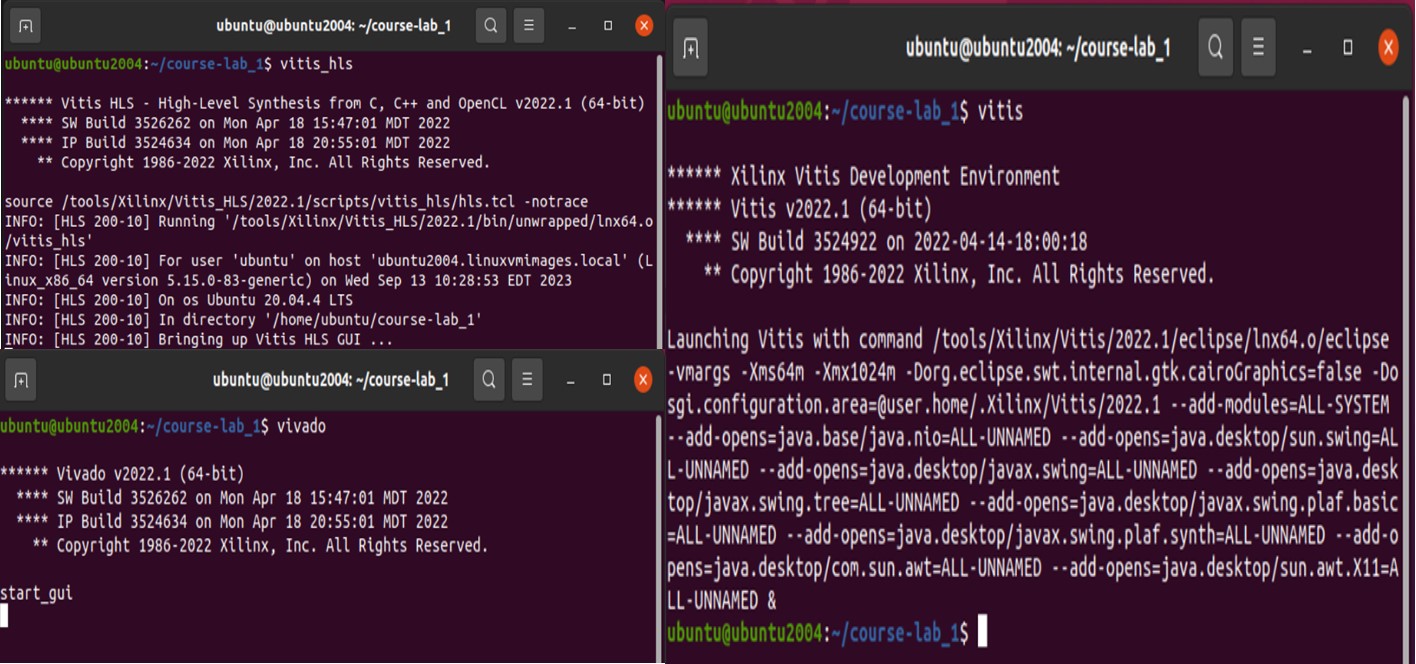 ubuntu@ubuntu2004: ~/course-lab_1
ubuntu@ubuntu2004:~/course-lab_1$ vitis_hls
****** Vitis HLS - High-Level Synthesis from C, C++ and OpenCL v2022.1 (64-bit)
  **** SW Build 3526262 on Mon Apr 18 15:47:01 MDT 2022
  **** IP Build 3524634 on Mon Apr 18 20:55:01 MDT 2022
    ** Copyright 1986-2022 Xilinx, Inc. All Rights Reserved.
source /tools/Xilinx/Vitis_HLS/2022.1/scripts/vitis_hls/hls.tcl -notrace
INFO: [HLS 200-10] Running '/tools/Xilinx/Vitis_HLS/2022.1/bin/unwrapped/lnx64.o
/vitis_hls'
INFO: [HLS 200-10] For user 'ubuntu' on host 'ubuntu2004.linuxvmimages.local' (L
inux_x86_64 version 5.15.0-83-generic) on Wed Sep 13 10:28:53 EDT 2023
INFO: [HLS 200-10] On os Ubuntu 20.04.4 LTS
INFO: [HLS 200-10] In directory '/home/ubuntu/course-lab_1'
INFO: [HLS 200-10] Bringing up Vitis HLS GUI ...
ubuntu@ubuntu2004: ~/course-lab_1
ubuntu@ubuntu2004:~/course-lab_1$ vivado
****** Vivado v2022.1 (64-bit)
  **** SW Build 3526262 on Mon Apr 18 15:47:01 MDT 2022
  **** IP Build 3524634 on Mon Apr 18 20:55:01 MDT 2022
    ** Copyright 1986-2022 Xilinx, Inc. All Rights Reserved.
start_gui
ubuntu@ubuntu2004: ~/course-lab_1
ubuntu@ubuntu2004:~/course-lab_1$ vitis
****** Xilinx Vitis Development Environment
****** Vitis v2022.1 (64-bit)
  **** SW Build 3524922 on 2022-04-14-18:00:18
    ** Copyright 1986-2022 Xilinx, Inc. All Rights Reserved.
Launching Vitis with command /tools/Xilinx/Vitis/2022.1/eclipse/lnx64.o/eclipse
-vmargs -Xms64m -Xmx1024m -Dorg.eclipse.swt.internal.gtk.cairoGraphics=false -Do
sgi.configuration.area=@user.home/.Xilinx/Vitis/2022.1 --add-modules=ALL-SYSTEM
--add-opens=java.base/java.nio=ALL-UNNAMED --add-opens=java.desktop/sun.swing=AL
L-UNNAMED --add-opens=java.desktop/javax.swing=ALL-UNNAMED --add-opens=java.desk
top/javax.swing.tree=ALL-UNNAMED --add-opens=java.desktop/javax.swing.plaf.basic
=ALL-UNNAMED --add-opens=java.desktop/javax.swing.plaf.synth=ALL-UNNAMED --add-o
pens=java.desktop/com.sun.awt=ALL-UNNAMED --add-opens=java.desktop/sun.awt.X11=A
LL-UNNAMED &
ubuntu@ubuntu2004:~/course-lab_1$